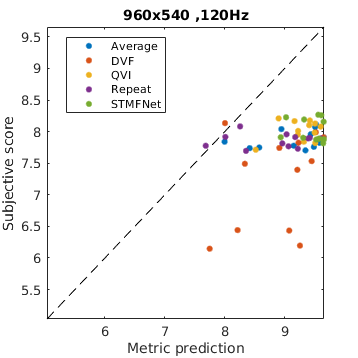 960x540 ,120Hz
Average
DVF
QVI
Repeat
STMFNet
Subjective score
9.5
9
8.5
8
7.5
7
6.5
6
5.5
6
7
8
9
Metric prediction